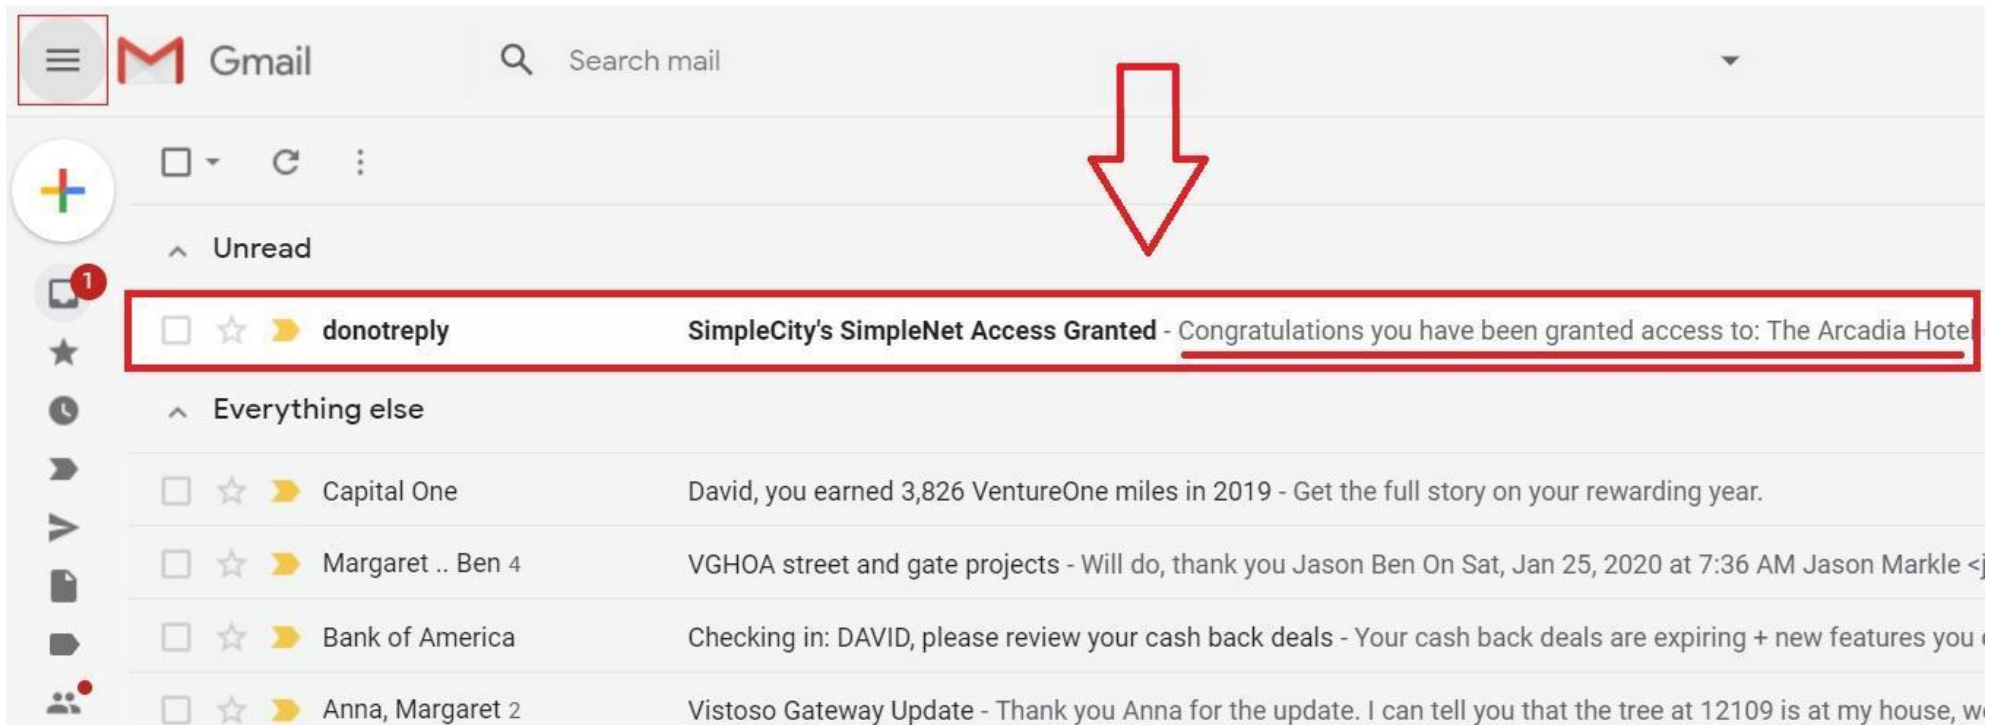 Gmail
Search mail
Unread
1
donotreply SimpleCity's SimpleNet Access Granted - Congratulations you have been granted access to: The Arcadia Hotel
Everything else
Capital One David, you earned 3,826 VentureOne miles in 2019 - Get the full story on your rewarding year.
Margaret .. Ben 4 VGHOA street and gate projects - Will do, thank you Jason Ben On Sat, Jan 25, 2020 at 7:36 AM Jason Markle <j
Bank of America Checking in: DAVID, please review your cash back deals - Your cash back deals are expiring + new features you
Anna, Margaret 2 Vistoso Gateway Update - Thank you Anna for the update. I can tell you that the tree at 12109 is at my house,